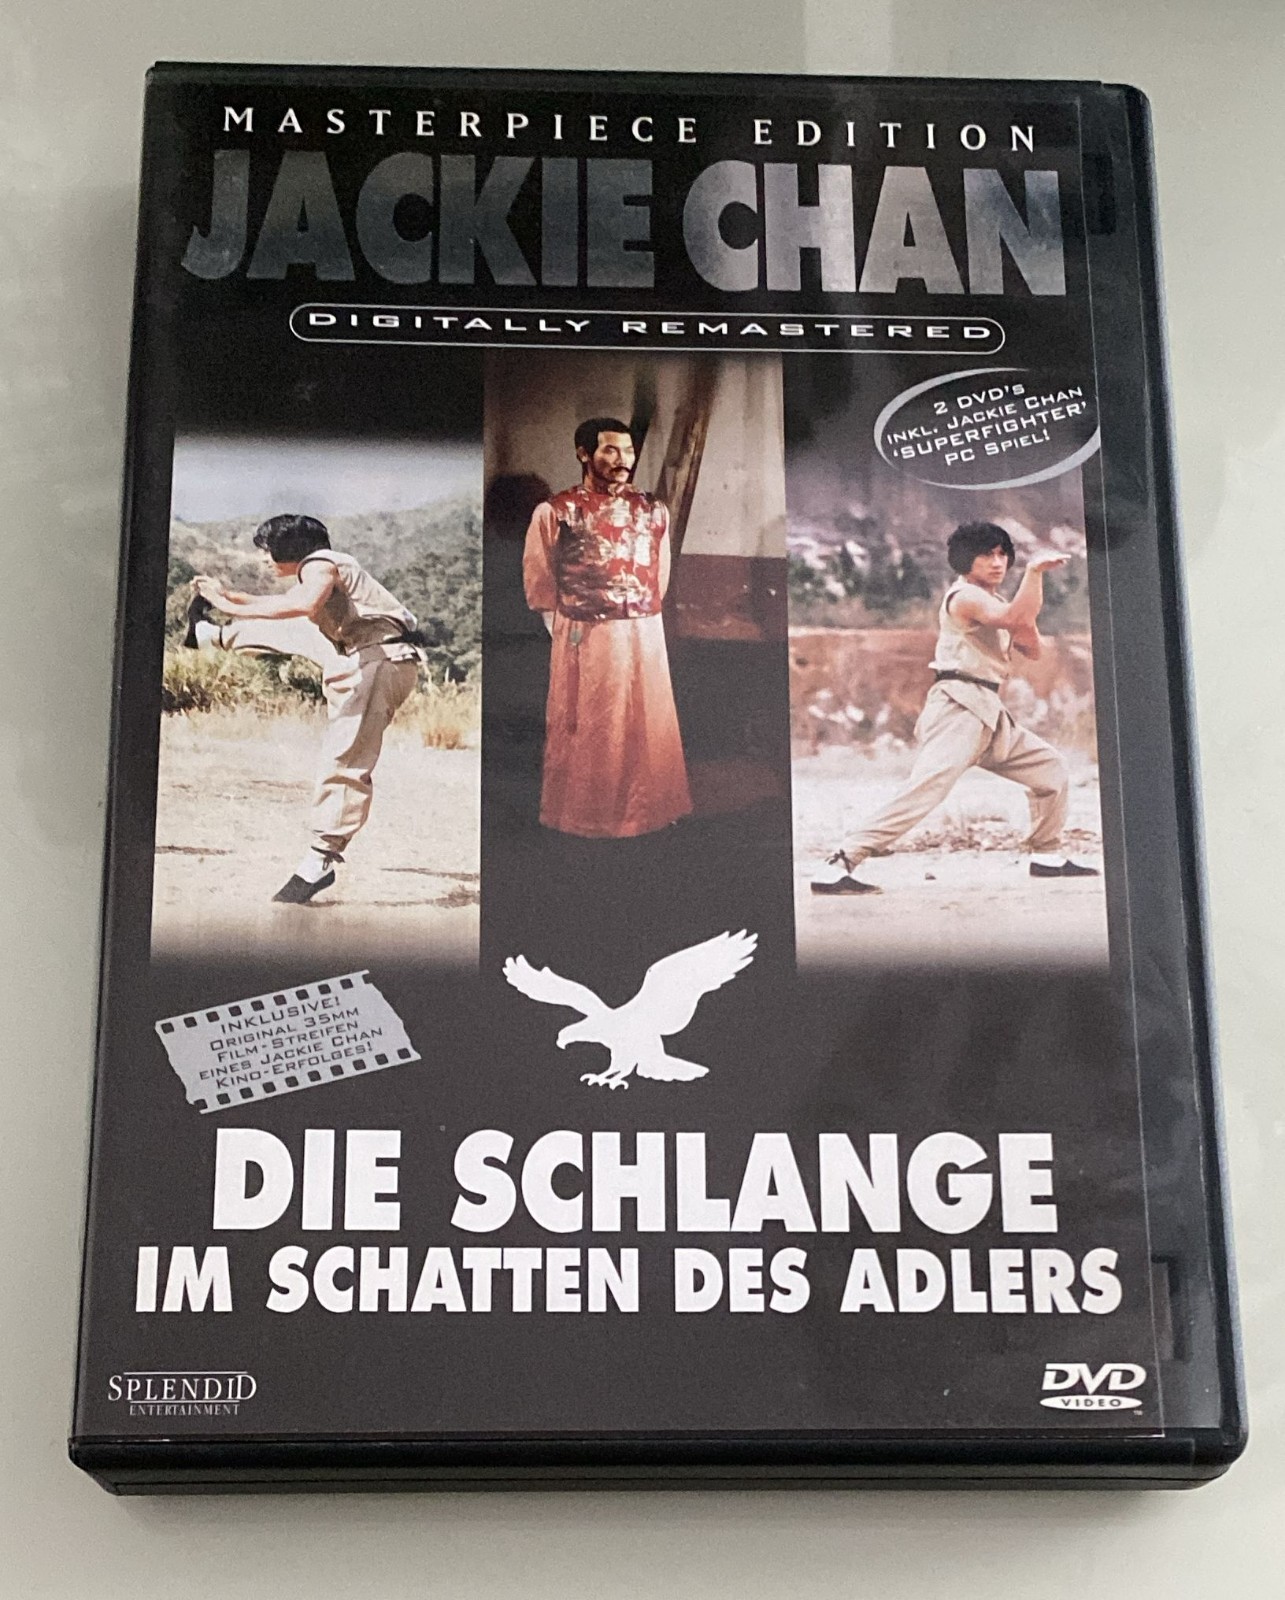 MASTERPIECE EDITION
JACKIE CHAN
DIGITALLY REMASTERED
2 DVD'S
INKL. JACKIE CHAN
'SUPERFIGHTER'
PC SPIEL!
INKLUSIVE!
ORIGINAL 35MM
FILM-STREIFEN
EINES JACKIE CHAN
KINO-ERFOLGES!
DIE SCHLANGE
IM SCHATTEN DES ADLERS
SPLENDID
ENTERTAINMENT
DVD
VIDEO